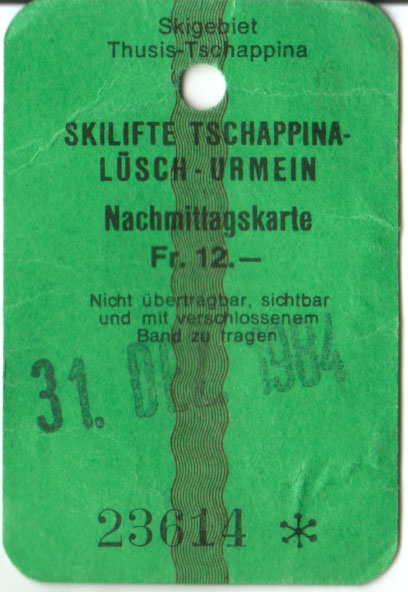 Skigebiet
Thusis-Tschappina
SKILIFTE TSCHAPPINA-
LÜSCH - URMEIN
Nachmittagskarte
Fr. 12.—
Nicht übertragbar, sichtbar
und mit verschlossenem
Band zu tragen
31. DEZ. 1984
23614 *